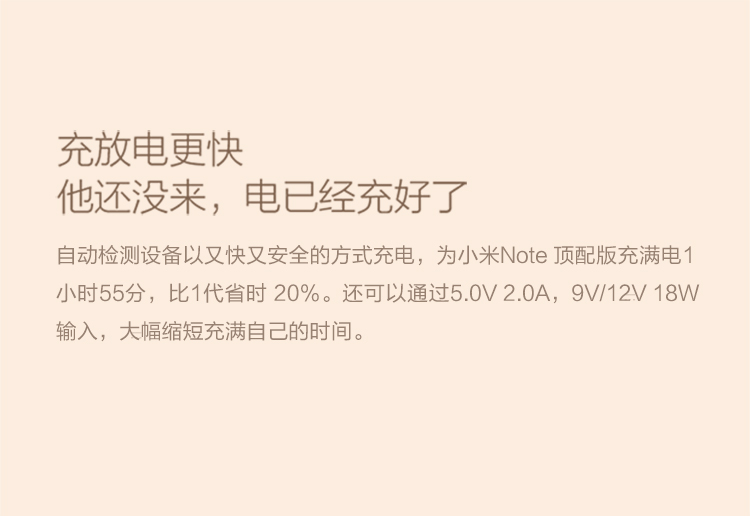 充放电更快
他还没来，电已经充好了
自动检测设备以又快又安全的方式充电，为小米Note 顶配版充满电1
小时55分，比1代省时 20%。还可以通过5.0V 2.0A，9V/12V 18W
输入，大幅缩短充满自己的时间。